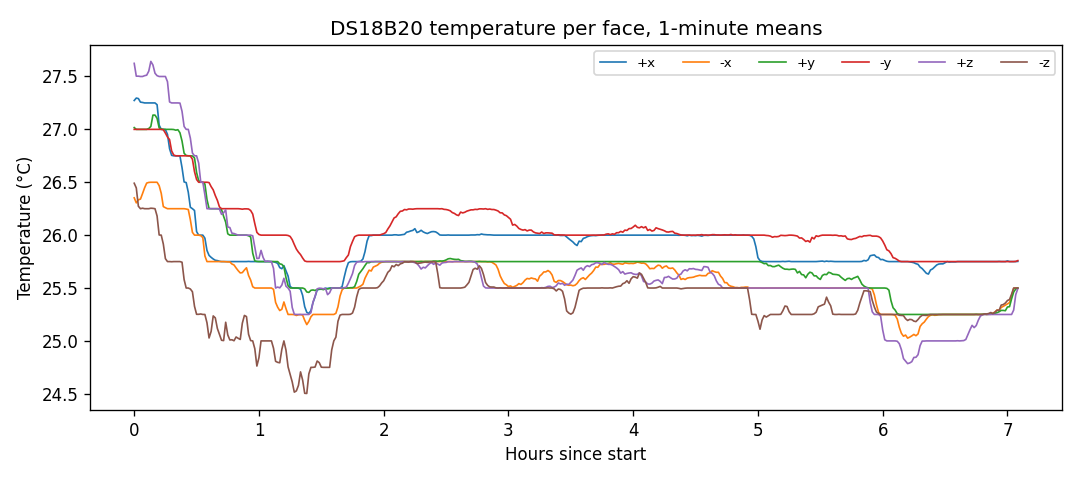 DS18B20 temperature per face, 1-minute means
+x -x +y -y +z -z
27.5
27.0
26.5
26.0
25.5
25.0
24.5
Temperature (°C)
0 1 2 3 4 5 6 7
Hours since start